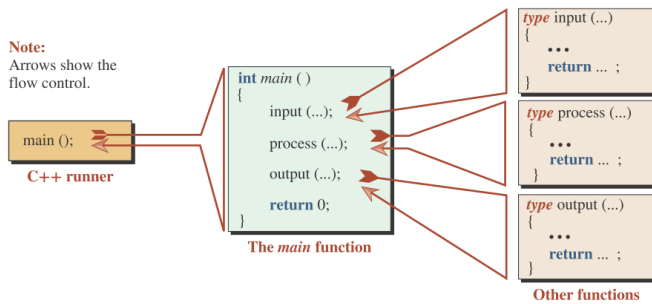 Note:
Arrows show the
flow control.
main ();
C++ runner
int main ( )
{
input (...);
process (...);
output (...);
return 0;
}
The main function
type input (...)
{
•••
return ... ;
}
type process (...)
{
•••
return ... ;
}
type output (...)
{
•••
return ... ;
}
Other functions